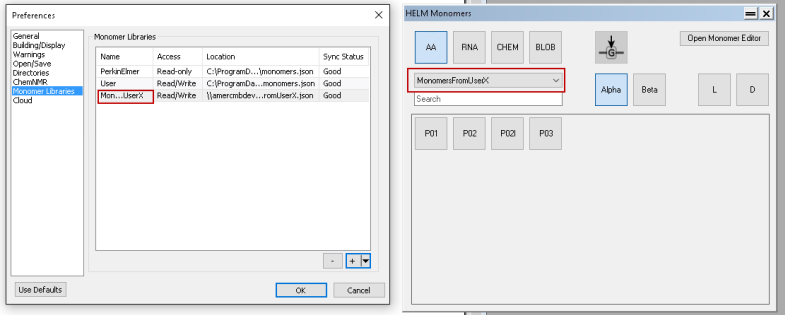 Preferences
General
Building/Display
Warnings
Open/Save
Directories
ChemNMR
Monomer Libraries
Cloud
Monomer Libraries
Name Access Location Sync Status
PerkinElmer Read-only C:\ProgramD...\monomers.json Good
User Read/Write C:\ProgramDa...monomers.json Good
Mon...UserX Read/Write \\amercmbdev...romUserX.json Good
- +
Use Defaults
OK Cancel
HELM Monomers
AA RNA CHEM BLOB
G
Open Monomer Editor
MonomersFromUserX
Search
Alpha Beta L D
P01 P02 P02I P03